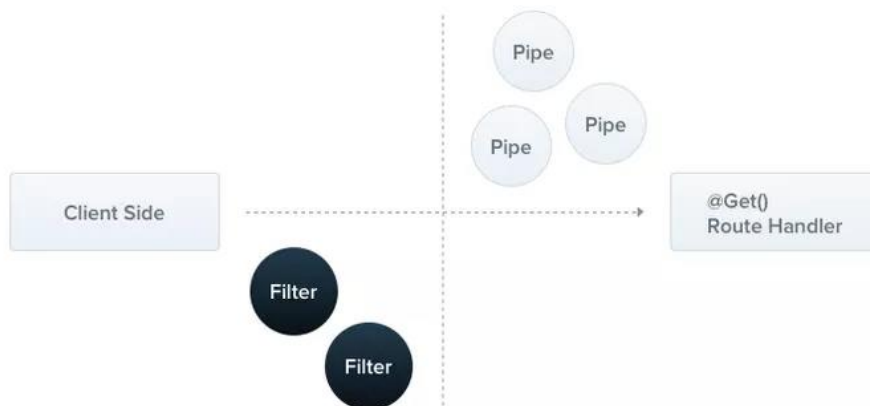 Pipe
Pipe
Pipe
Client Side
@Get()
Route Handler
Filter
Filter